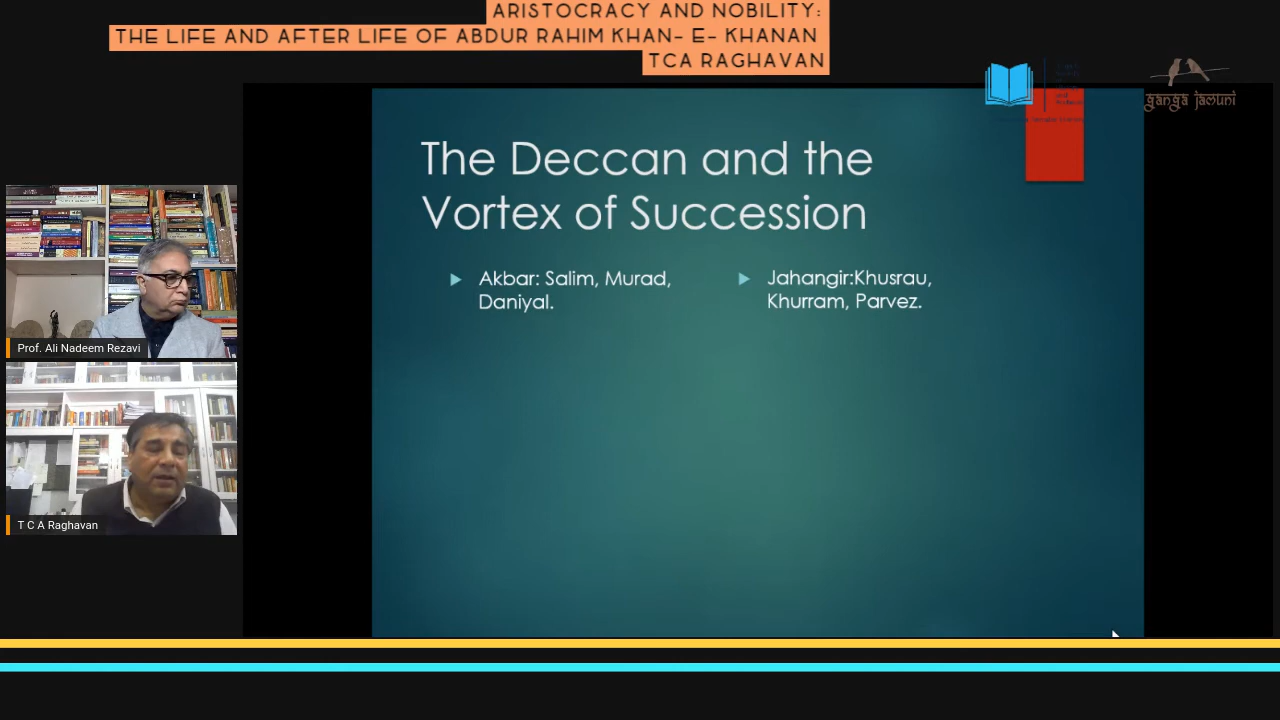 ARISTOCRACY AND NOBILITY:
THE LIFE AND AFTER LIFE OF ABDUR RAHIM KHAN- E- KHANAN
TCA RAGHAVAN
ganga jamuni
The Deccan and the
Vortex of Succession
Akbar: Salim, Murad,
Daniyal.
Jahangir:Khusrau,
Khurram, Parvez.
Prof. Ali Nadeem Rezavi
T C A Raghavan